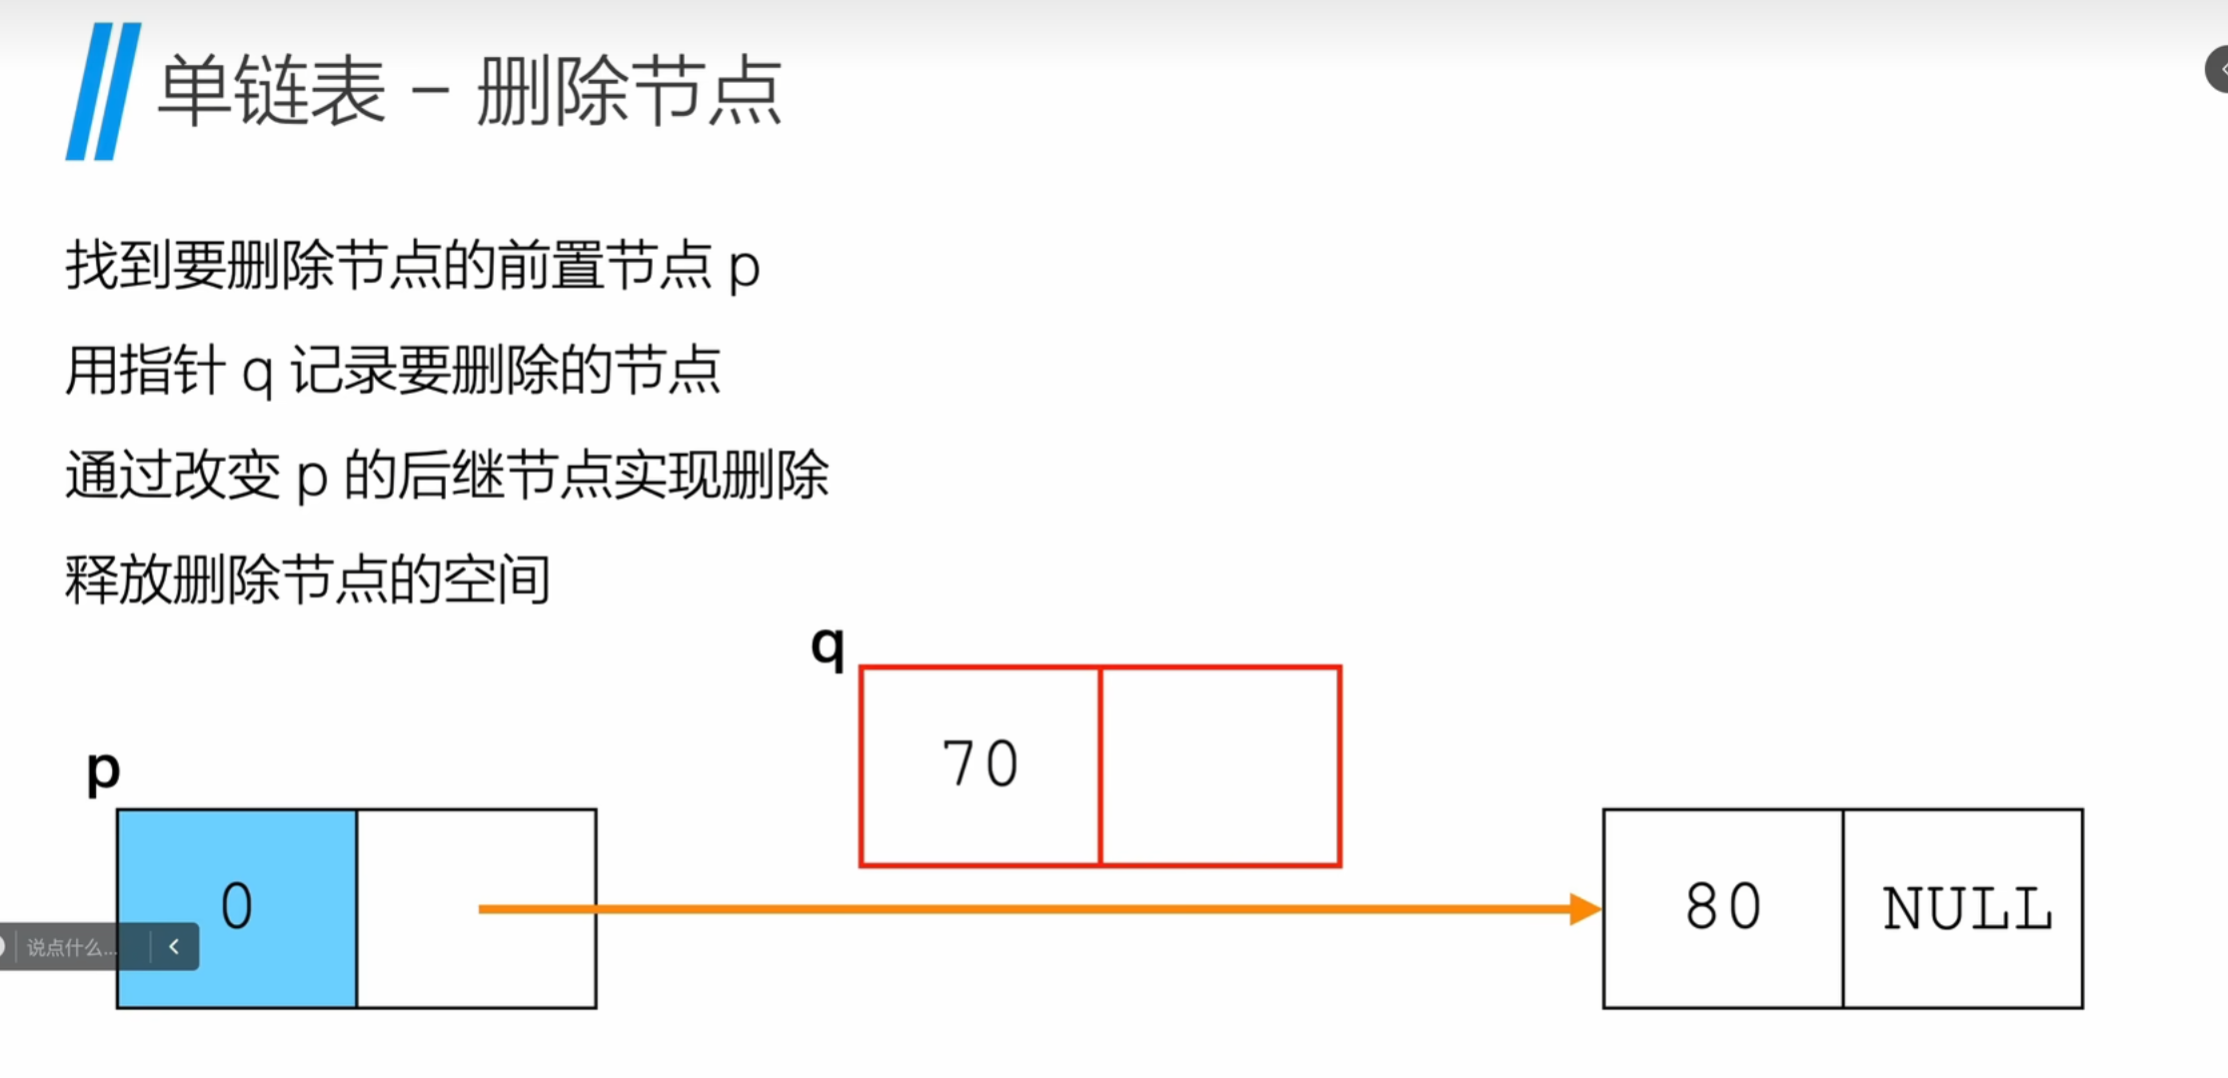 单链表 - 删除节点
找到要删除节点的前置节点 p
用指针 q 记录要删除的节点
通过改变 p 的后继节点实现删除
释放删除节点的空间
q
70
p
0
80 NULL
说点什么...